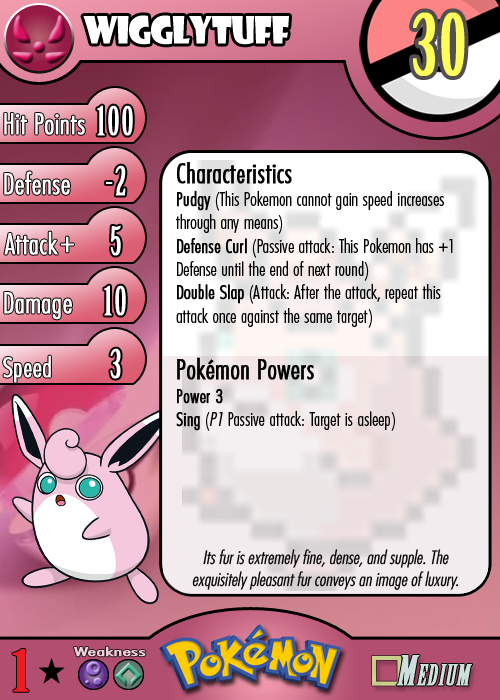 WIGGLYTUFF
30
Hit Points 100
Defense -2
Attack+ 5
Damage 10
Speed 3
Characteristics
Pudgy (This Pokemon cannot gain speed increases
through any means)
Defense Curl (Passive attack: This Pokemon has +1
Defense until the end of next round)
Double Slap (Attack: After the attack, repeat this
attack once against the same target)
Pokémon Powers
Power 3
Sing (P1 Passive attack: Target is asleep)
Its fur is extremely fine, dense, and supple. The
exquisitely pleasant fur conveys an image of luxury.
1 ★ Weakness
POKéMON
MEDIUM